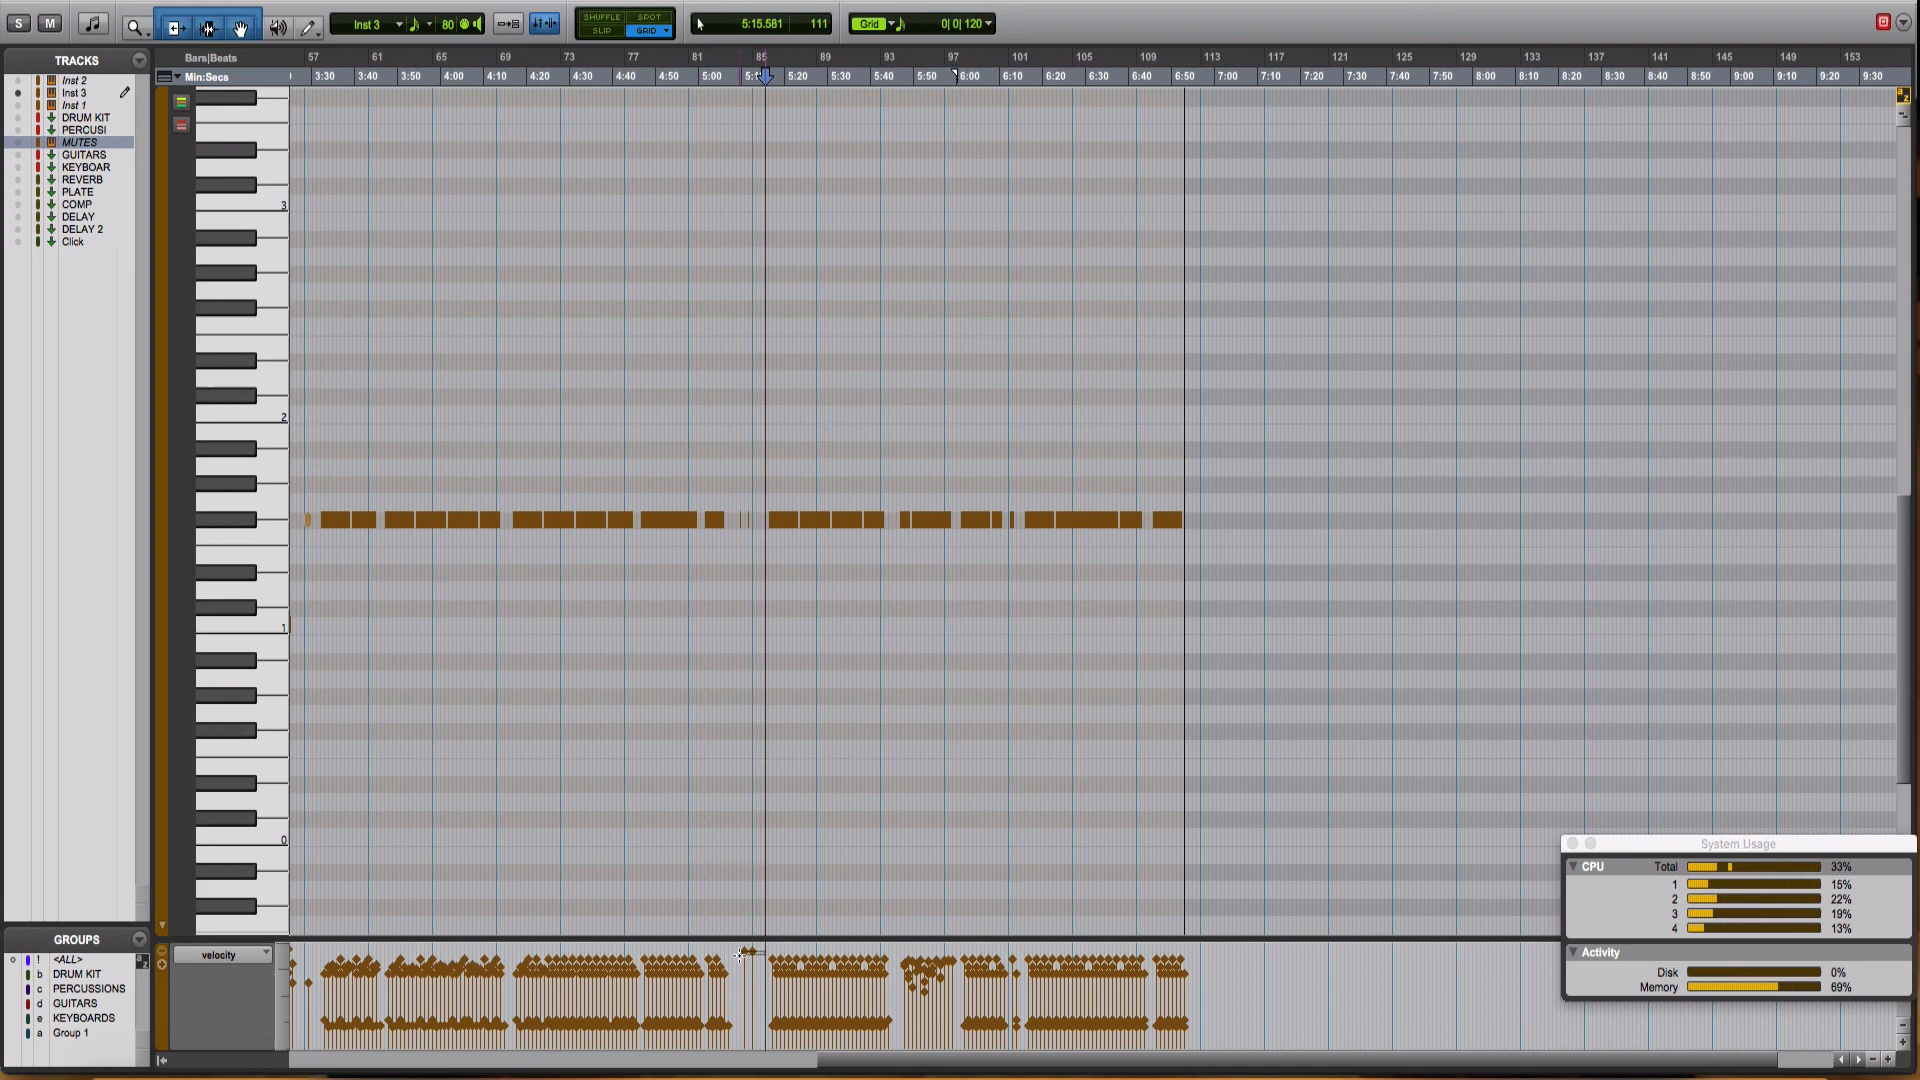 S M Inst 3 80 SHUFFLE SPOT SLIP GRID 5:15.581 111 Grid 0| 0| 120
TRACKS
Bars|Beats 57 61 65 69 73 77 81 85 89 93 97 101 105 109 113 117 121 125 129 133 137 141 145 149 153
Min:Secs 3:30 3:40 3:50 4:00 4:10 4:20 4:30 4:40 4:50 5:00 5:20 5:30 5:40 5:50 6:00 6:10 6:20 6:30 6:40 6:50 7:00 7:10 7:20 7:30 7:40 7:50 8:00 8:10 8:20 8:30 8:40 8:50 9:00 9:10 9:20 9:30
Inst 2
Inst 3
Inst 1
DRUM KIT
PERCUSI
MUTES
GUITARS
KEYBOAR
REVERB
PLATE
COMP
DELAY
DELAY 2
Click
3
2
1
0
a z
GROUPS
! <ALL>
b DRUM KIT
c PERCUSSIONS
d GUITARS
e KEYBOARDS
a Group 1
a z
velocity
System Usage
CPU Total 33%
1 15%
2 22%
3 19%
4 13%
Activity
Disk 0%
Memory 69%